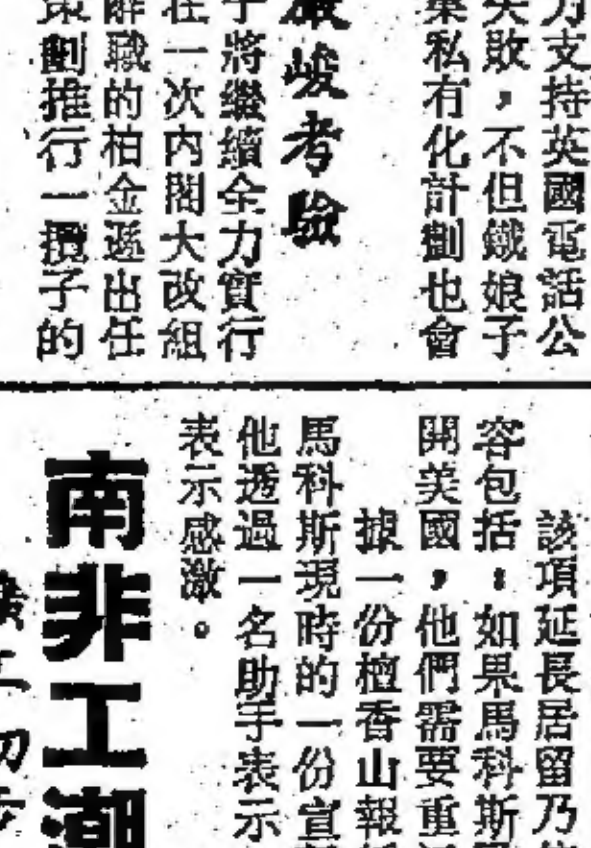 力支持英國電話公
失敗，不但鐵娘子
業私有化計劃也會
嚴峻考驗
子將繼續全力實行
在一次內閣大改組
辭職的柏金遜出任
策劃推行一攬子的
該項延長居留乃
容包括：如果馬科斯
開美國，他們需要重
據一份檀香山報
馬科斯現時的一份宣
他透過一名助手表示
表示感激。
南非工潮